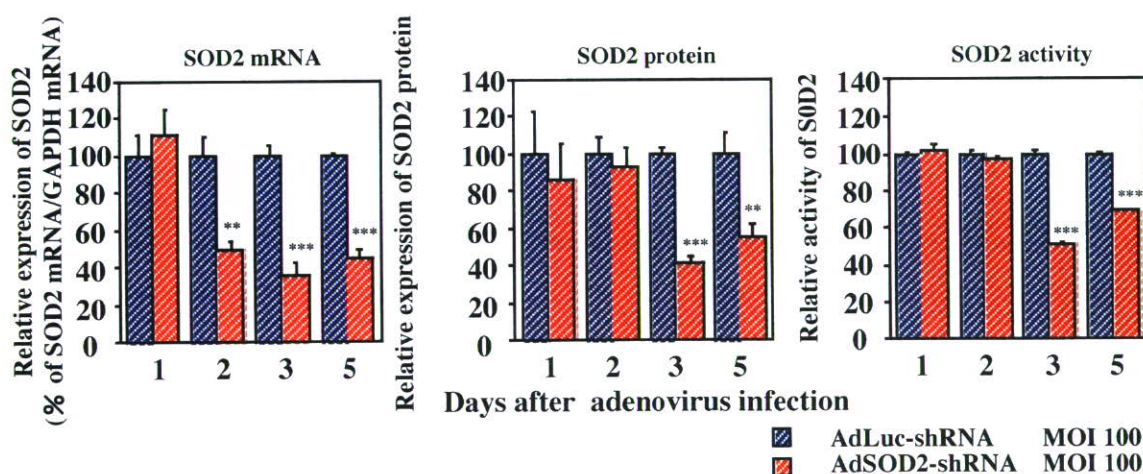 SOD2 mRNA
Relative expression of SOD2
(% of SOD2 mRNA/GAPDH mRNA)
140
120
100
80
60
40
20
0
**
***
***
1 2 3 5
SOD2 protein
Relative expression of SOD2 protein
140
120
100
80
60
40
20
0
***
**
1 2 3 5
SOD2 activity
Relative activity of S0D2
140
120
100
80
60
40
20
0
***
***
1 2 3 5
Days after adenovirus infection
AdLuc-shRNA MOI 100
AdSOD2-shRNA MOI 100